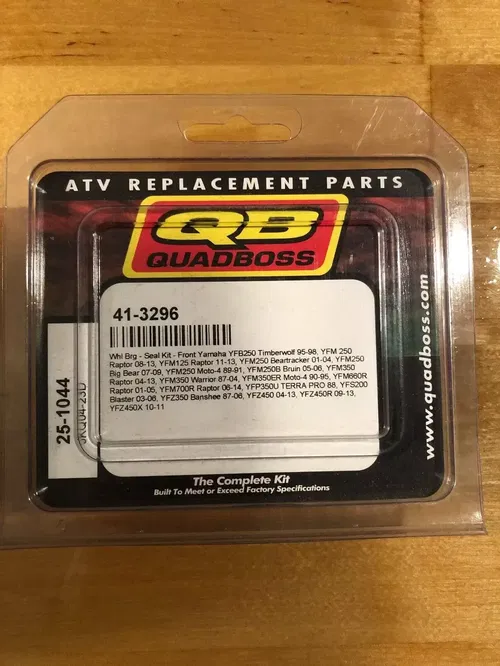 ATV REPLACEMENT PARTS
QB
QUADBOSS
41-3296
Whl Brg - Seal Kit - Front Yamaha YFB250 Timberwolf 95-98, YFM 250
Raptor 08-13, YFM125 Raptor 11-13, YFM250 Beartracker 01-04, YFM250
Big Bear 07-09, YFM250 Moto-4 89-91, YFM250B Bruin 05-06, YFM350
Raptor 04-13, YFM350 Warrior 87-04, YFM350ER Moto-4 90-95, YFM660R
Raptor 01-05, YFM700R Raptor 06-14, YFP350U TERRA PRO 88, YFS200
Blaster 03-06, YFZ350 Banshee 87-06, YFZ450 04-13, YFZ450R 09-13,
YFZ450X 10-11
25-1044
www.quadboss.com
The Complete Kit
Built To Meet or Exceed Factory Specifications